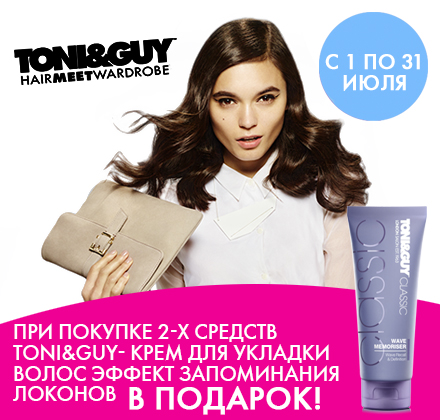 TONI&GUY
HAIRMEETWARDROBE
С 1 ПО 31
ИЮЛЯ
ПРИ ПОКУПКЕ 2-Х СРЕДСТВ
TONI&GUY- КРЕМ ДЛЯ УКЛАДКИ
ВОЛОС ЭФФЕКТ ЗАПОМИНАНИЯ
ЛОКОНОВ В ПОДАРОК!
classic
TONI&GUY CLASSIC
WAVE
MEMORISER